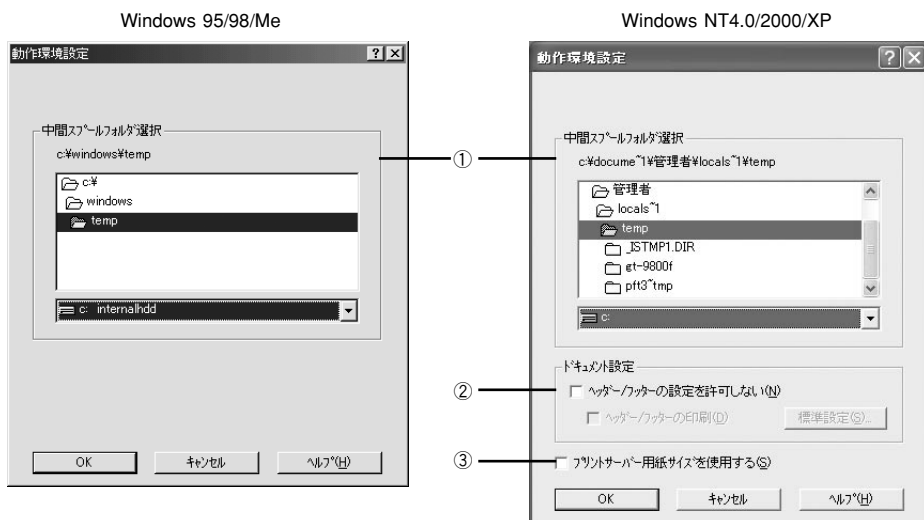 Windows 95/98/Me
動作環境設定
中間スプールフォルダ選択
c:¥windows¥temp
c:¥
windows
temp
c: internalhdd
OK
キャンセル
ヘルプ(H)
①
②
③
Windows NT4.0/2000/XP
動作環境設定
中間スプールフォルダ選択
c:¥docume~1¥管理者¥locals~1¥temp
管理者
locals~1
temp
_ISTMP1.DIR
gt-9800f
pft3~tmp
c:
ドキュメント設定
ヘッダー/フッターの設定を許可しない(N)
ヘッダー/フッターの印刷(D)
標準設定(S)...
プリントサーバー用紙サイズを使用する(S)
OK
キャンセル
ヘルプ(H)